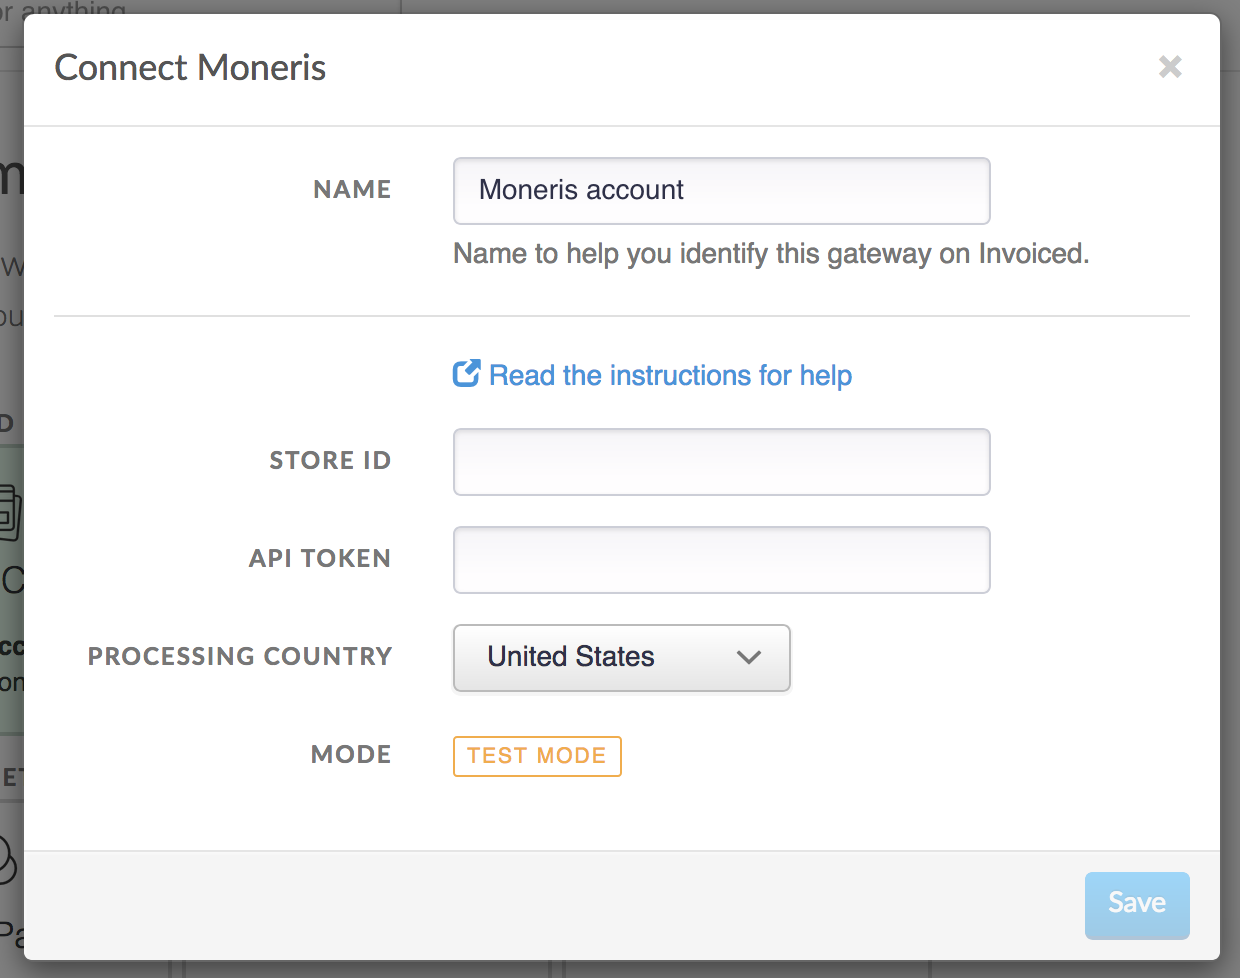 or anything
Connect Moneris
NAME
Moneris account
Name to help you identify this gateway on Invoiced.
Read the instructions for help
STORE ID
API TOKEN
PROCESSING COUNTRY
United States
MODE
TEST MODE
Save